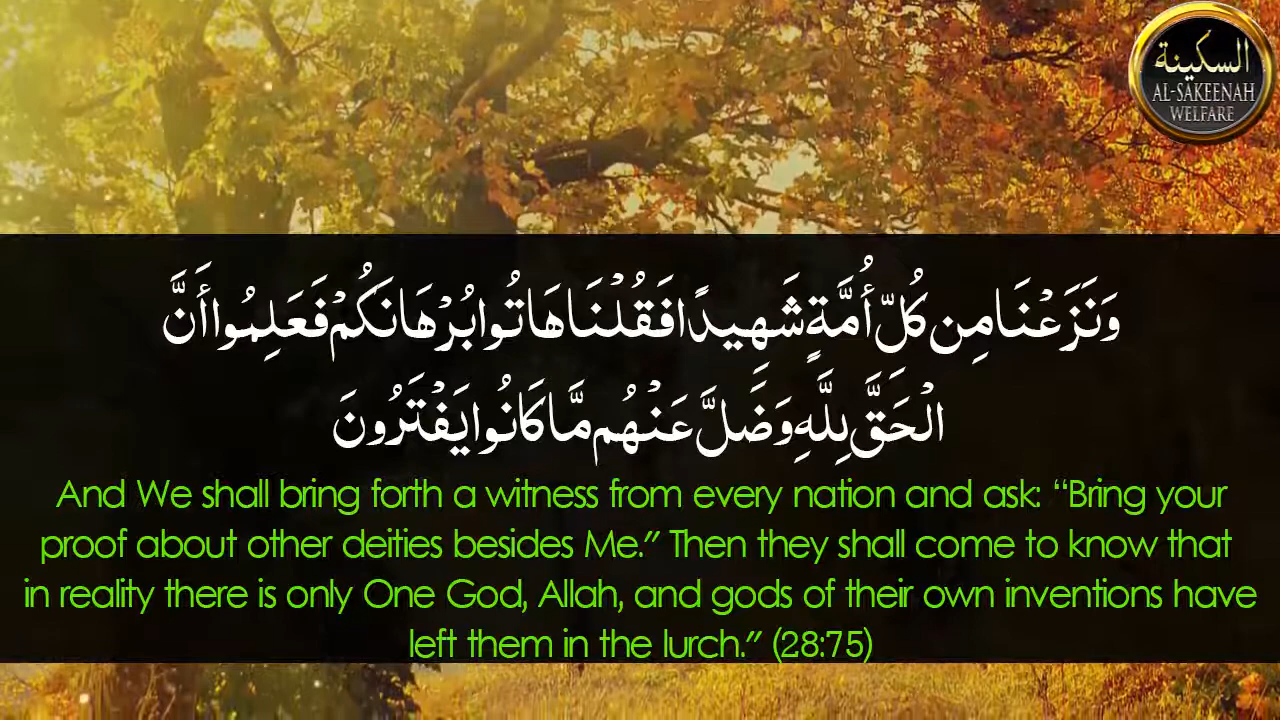 السكينة
AL-SAKEENAH
WELFARE
وَنَزَعْنَا مِن كُلِّ أُمَّةٍ شَهِيدًا فَقُلْنَا هَاتُوا بُرْهَانَكُمْ فَعَلِمُوا أَنَّ
الْحَقَّ لِلَّهِ وَضَلَّ عَنْهُم مَّا كَانُوا يَفْتَرُونَ
And We shall bring forth a witness from every nation and ask: “Bring your
proof about other deities besides Me.” Then they shall come to know that
in reality there is only One God, Allah, and gods of their own inventions have
left them in the lurch.” (28:75)